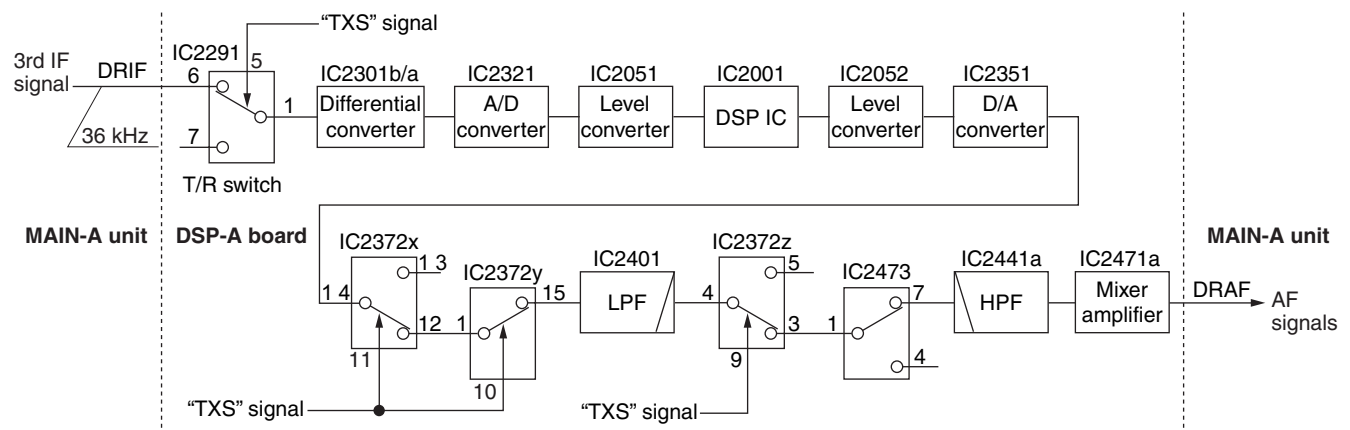 "TXS" signal
IC2291
5
3rd IF
signal
DRIF
6
36 kHz
7
1
T/R switch
IC2301b/a
Differential
converter
IC2321
A/D
converter
IC2051
Level
converter
IC2001
DSP IC
IC2052
Level
converter
IC2351
D/A
converter
MAIN-A unit
DSP-A board
MAIN-A unit
IC2372x
1 3
1 4
12
11
IC2372y
15
1
10
IC2401
LPF
IC2372z
5
4
3
9
IC2473
7
1
4
IC2441a
HPF
IC2471a
Mixer
amplifier
DRAF
AF
signals
“TXS” signal
“TXS” signal